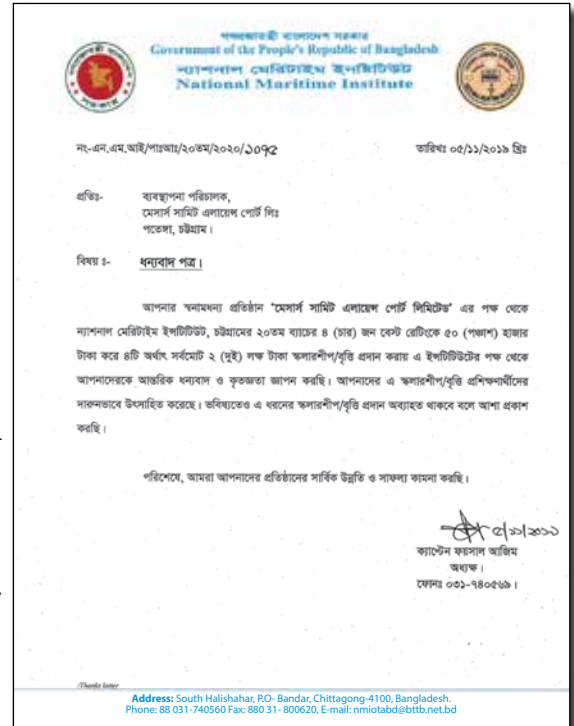 গণপ্রজাতন্ত্রী বাংলাদেশ সরকার
Government of the People's Republic of Bangladesh
ন্যাশনাল মেরিটাইম ইনস্টিটিউট
National Maritime Institute
নং-এন.এম.আই/পাঃআঃ/২০তম/২০২০/১০৭৫
তারিখঃ ০৫/১১/২০১৯ খ্রিঃ
প্রতিঃ- ব্যবস্থাপনা পরিচালক,
মেসার্স সামিট এলায়েন্স পোর্ট লিঃ
পতেঙ্গা, চট্টগ্রাম।
বিষয় ঃ- ধন্যবাদ পত্র।
আপনার স্বনামধন্য প্রতিষ্ঠান 'মেসার্স সামিট এলায়েন্স পোর্ট লিমিটেড' এর পক্ষ থেকে
ন্যাশনাল মেরিটাইম ইন্সটিটিউট, চট্টগ্রামের ২০তম ব্যাচের ৪ (চার) জন বেস্ট রেটিংকে ৫০ (পঞ্চাশ) হাজার
টাকা করে ৪টি অর্থাৎ সর্বমোট ২ (দুই) লক্ষ টাকা স্কলারশীপ/বৃত্তি প্রদান করায় এ ইন্সটিটিউটের পক্ষ থেকে
আপনাদেরকে আন্তরিক ধন্যবাদ ও কৃতজ্ঞতা জ্ঞাপন করছি। আপনাদের এ স্কলারশীপ/বৃত্তি প্রশিক্ষণার্থীদের
দারুনভাবে উৎসাহিত করেছে। ভবিষ্যতেও এ ধরনের স্কলারশীপ/বৃত্তি প্রদান অব্যাহত থাকবে বলে আশা প্রকাশ
করছি।
পরিশেষে, আমরা আপনাদের প্রতিষ্ঠানের সার্বিক উন্নতি ও সাফল্য কামনা করছি।
ক্যাপ্টেন ফয়সাল আজিম
অধ্যক্ষ।
ফোনঃ ০৩১-৭৪০৫৬৯।
/Thanks letter
Address: South Halishahar, P.O- Bandar, Chittagong-4100, Bangladesh.
Phone: 88 031-740560 Fax: 880 31- 800620, E-mail: nmiotabd@bttb.net.bd